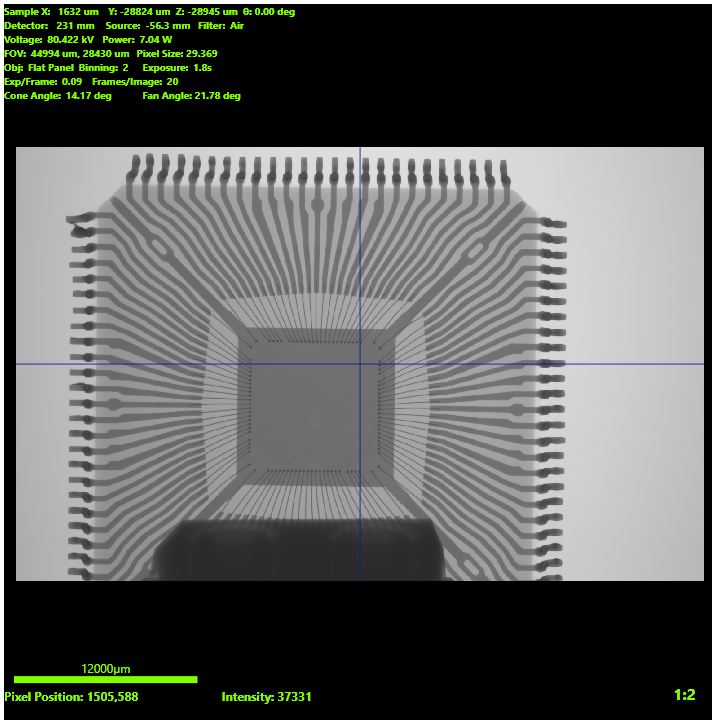 Sample X: 1632 um Y: -28824 um Z: -28945 um θ: 0.00 deg
Detector: 231 mm Source: -56.3 mm Filter: Air
Voltage: 80.422 kV Power: 7.04 W
FOV: 44994 um, 28430 um Pixel Size: 29.369
Obj: Flat Panel Binning: 2 Exposure: 1.8s
Exp/Frame: 0.09 Frames/Image: 20
Cone Angle: 14.17 deg Fan Angle: 21.78 deg
12000μm
Pixel Position: 1505,588 Intensity: 37331
1:2